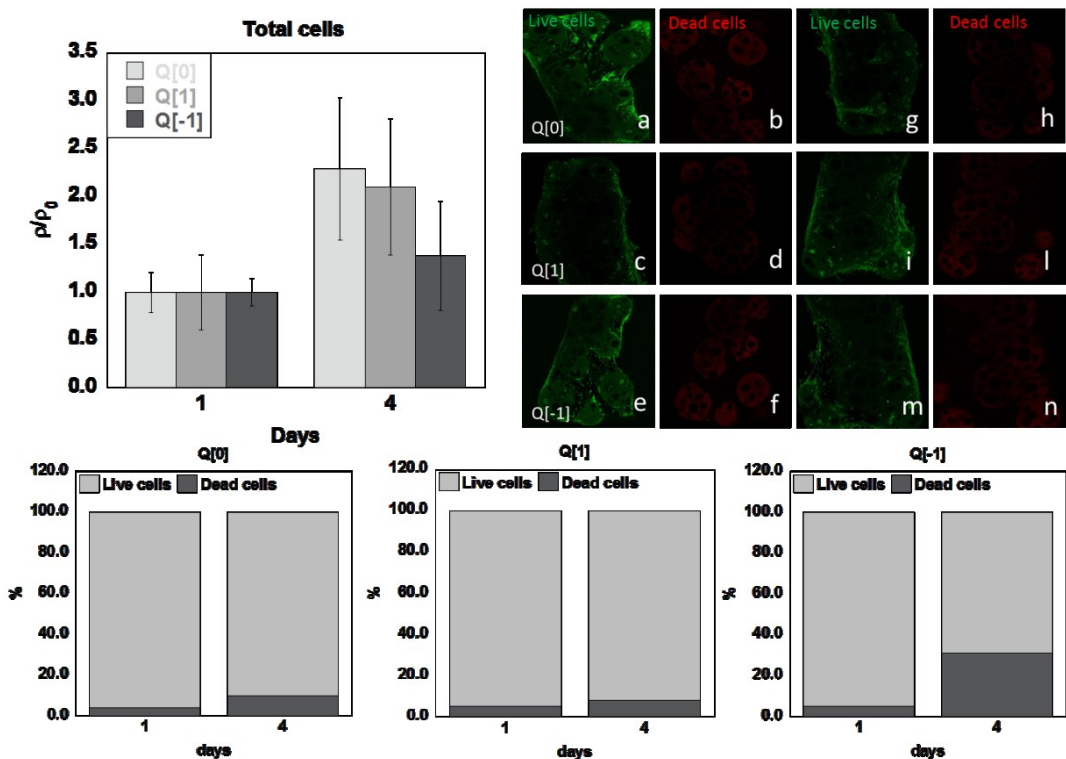 Total cells
3.5
3.0
2.5
2.0
1.5
1.0
0.5
0.0
ρ/ρ0
Q[0]
Q[1]
Q[-1]
1 4
Days
Live cells Dead cells Live cells Dead cells
Q[0] a b g h
Q[1] c d i l
Q[-1] e f m n
Q[0]
120.0
100.0
80.0
60.0
40.0
20.0
0.0
%
Live cells Dead cells
1 4
days
Q[1]
120.0
100.0
80.0
60.0
40.0
20.0
0.0
%
Live cells Dead cells
1 4
days
Q[-1]
120.0
100.0
80.0
60.0
40.0
20.0
0.0
%
Live cells Dead cells
1 4
days